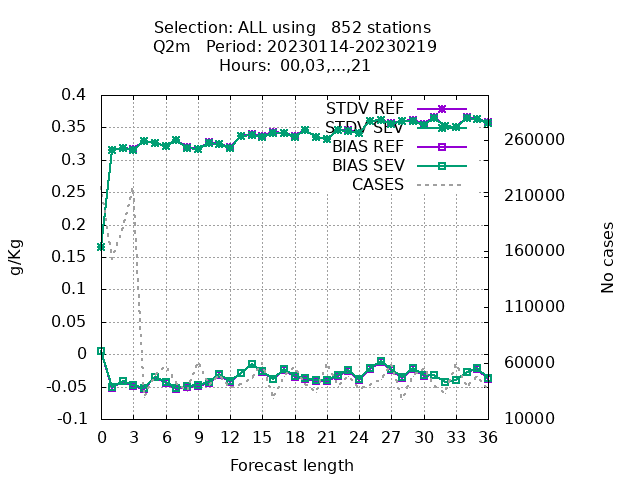 Selection: ALL using   852 stations
Q2m   Period: 20230114-20230219
Hours:  00,03,...,21
STDV REF
STDV SEV
BIAS REF
BIAS SEV
CASES
0.4
0.35
0.3
0.25
0.2
0.15
0.1
0.05
0
-0.05
-0.1
g/Kg
260000
210000
160000
110000
60000
10000
No cases
0 3 6 9 12 15 18 21 24 27 30 33 36
Forecast length